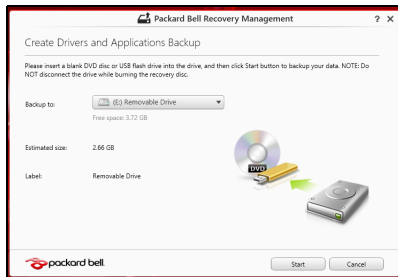 Packard Bell Recovery Management
? X
Create Drivers and Applications Backup
Please insert a blank DVD disc or USB flash drive into the drive, and then click Start button to backup your data. NOTE: Do
NOT disconnect the drive while burning the recovery disc.
Backup to: (E:) Removable Drive
Free space: 3.72 GB
Estimated size: 2.66 GB
DVD
Label: Removable Drive
packard bell.
Start Cancel